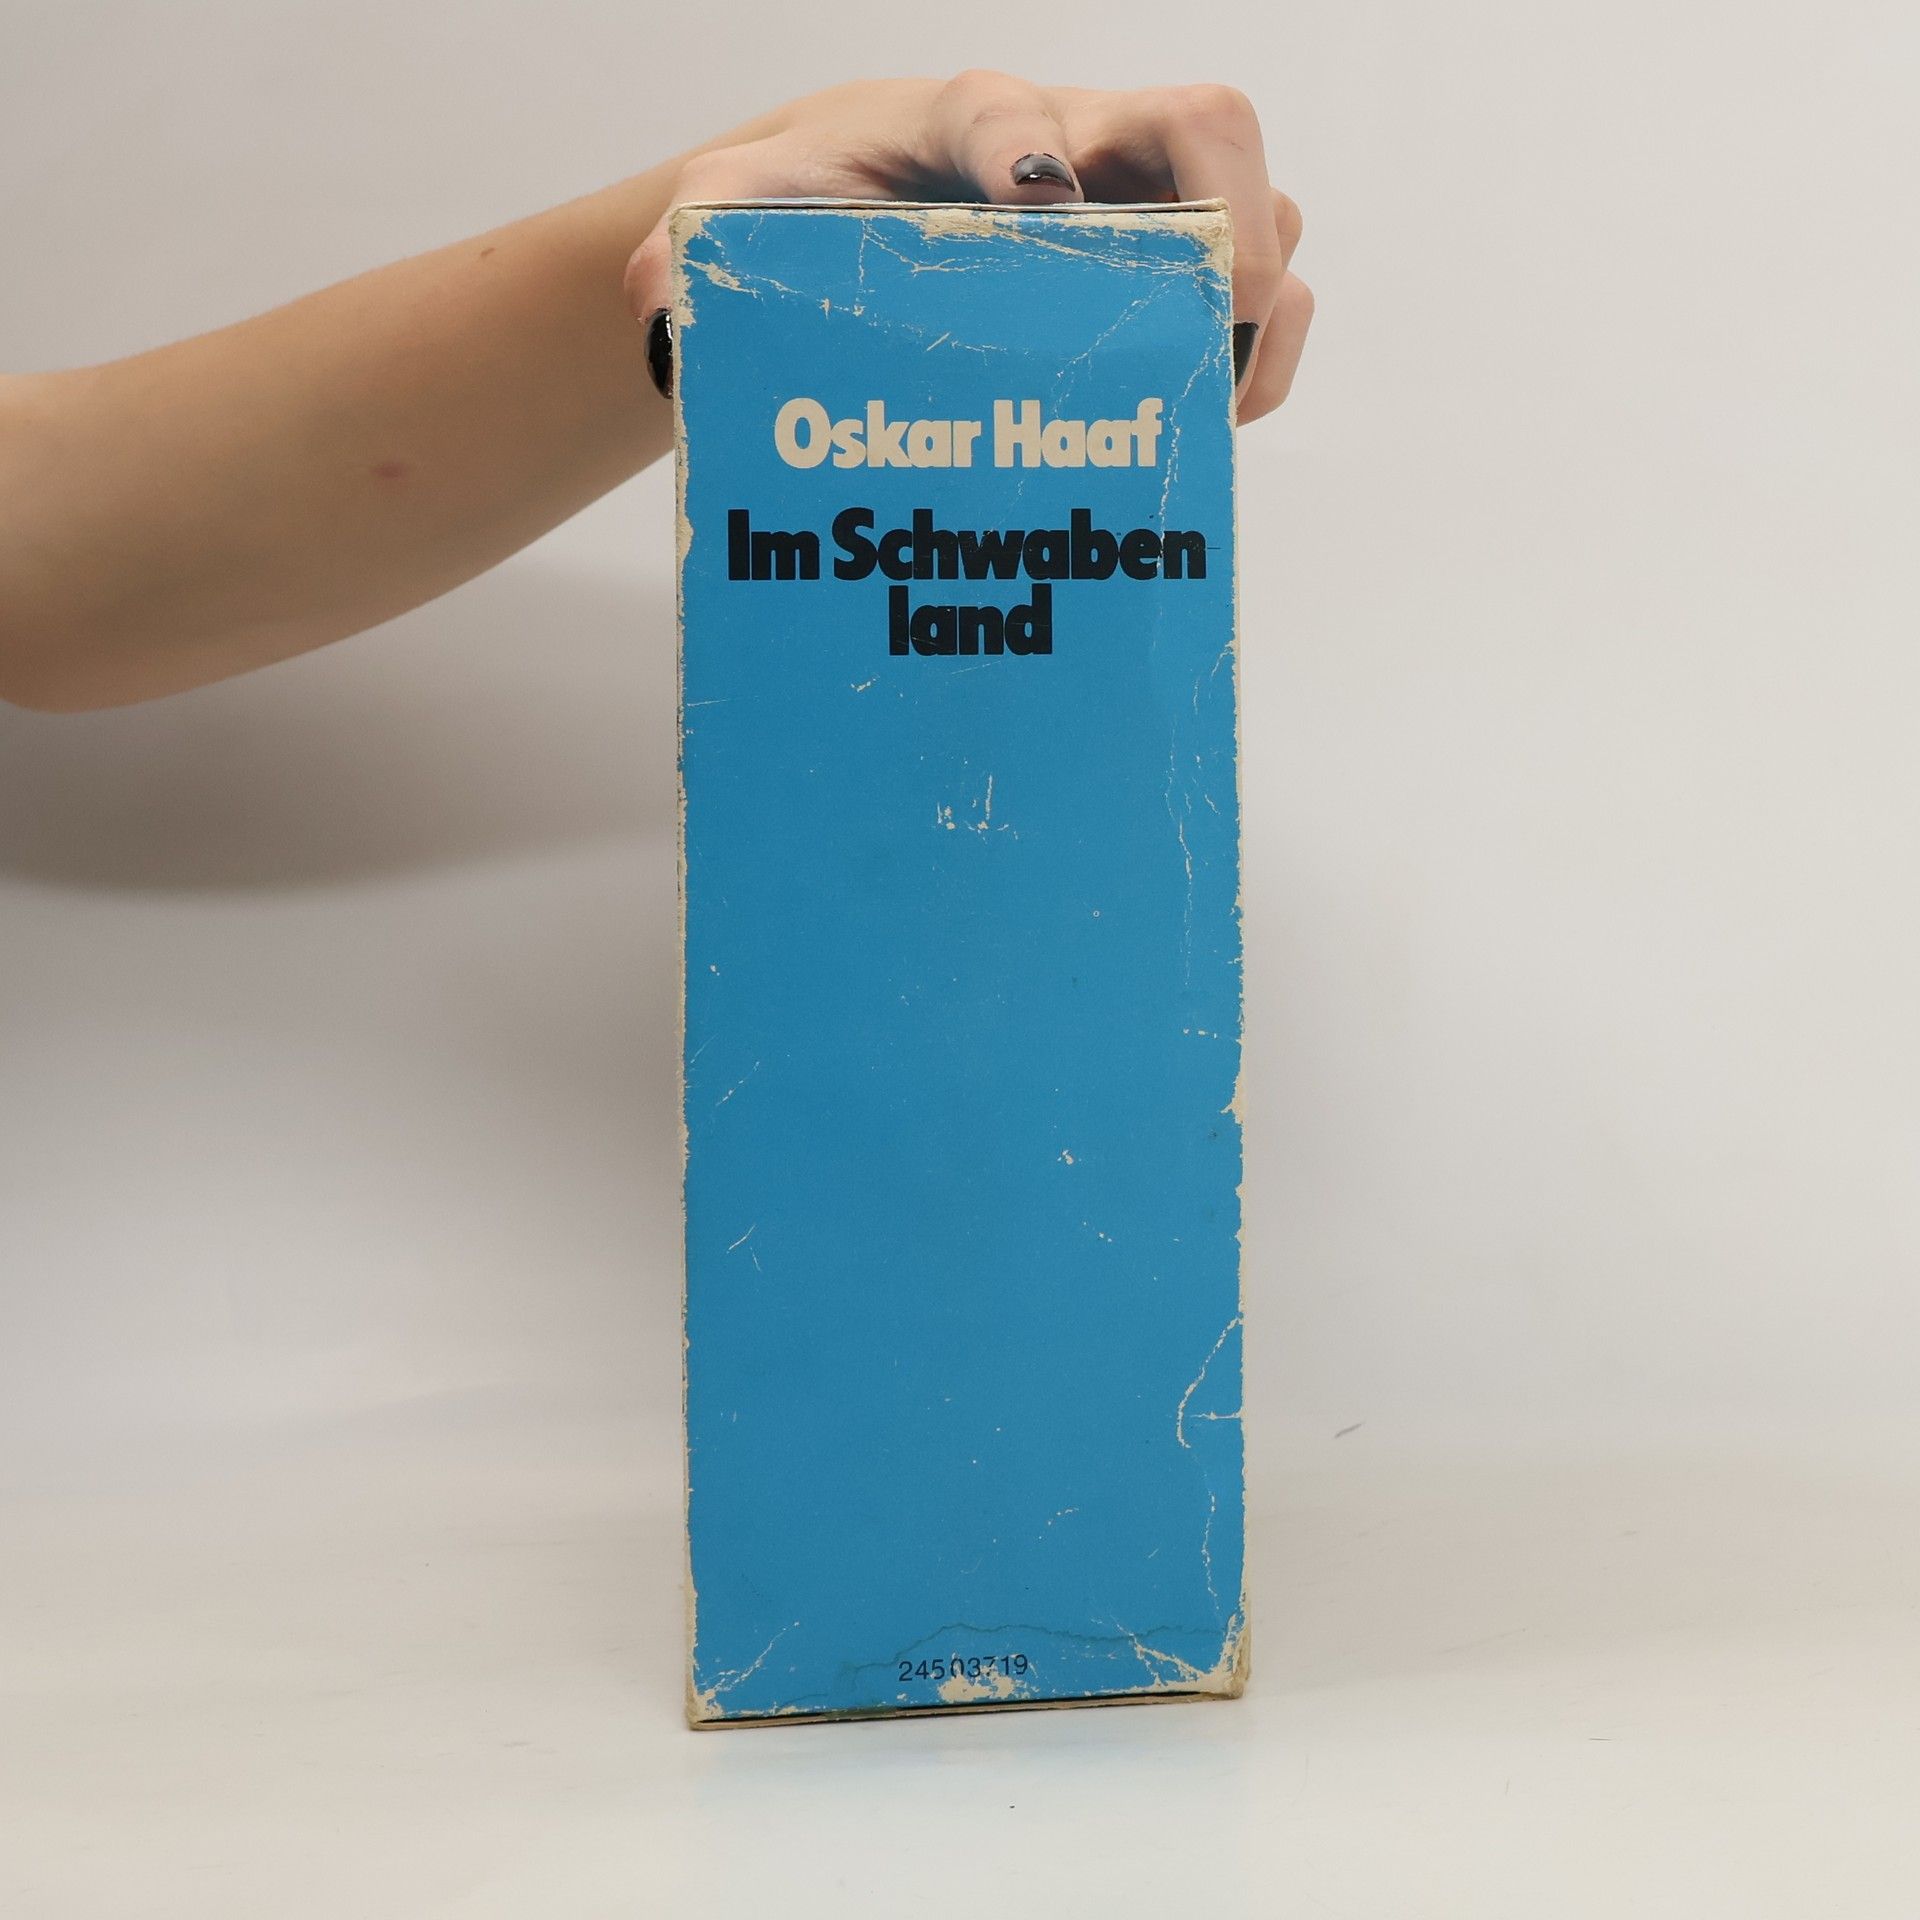 Oskar Haaf
Im Schwaben
land
24503719